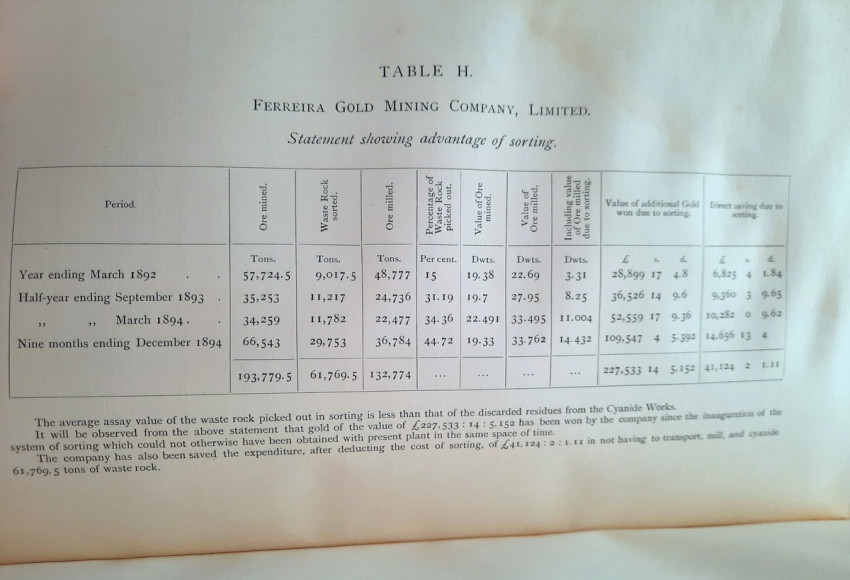 TABLE H.
FERREIRA GOLD MINING COMPANY, LIMITED.
Statement showing advantage of sorting.
Period. Ore mined. Waste Rock sorted. Ore milled. Percentage of Waste Rock picked out. Value of Ore mined. Value of Ore milled. Including value of Ore milled due to sorting. Value of additional Gold won due to sorting. Direct saving due to sorting.
Tons. Tons. Tons. Per cent. Dwts. Dwts. Dwts. £ s. d. £ s. d.
Year ending March 1892 . . 57,724.5 9,017.5 48,777 15 19.38 22.69 3.31 28,899 17 4.8 6,825 4 1.84
Half-year ending September 1893 . 35,253 11,217 24,736 31.19 19.7 27.95 8.25 36,526 14 9.6 9,360 3 9.65
,, ,, March 1894 . . 34,259 11,782 22,477 34.36 22.491 33.495 11.004 52,559 17 9.36 10,282 0 9.62
Nine months ending December 1894 66,543 29,753 36,784 44.72 19.33 33.762 14.432 109,547 4 5.392 14,656 13 4
193,779.5 61,769.5 132,774 ... ... ... ... 227,533 14 5.152 41,124 2 1.11
The average assay value of the waste rock picked out in sorting is less than that of the discarded residues from the Cyanide Works.
It will be observed from the above statement that gold of the value of £227,533 : 14 : 5.152 has been won by the company since the inauguration of the
system of sorting which could not otherwise have been obtained with present plant in the same space of time.
The company has also been saved the expenditure, after deducting the cost of sorting, of £41,124 : 2 : 1.11 in not having to transport, mill, and cyanide
61,769.5 tons of waste rock.